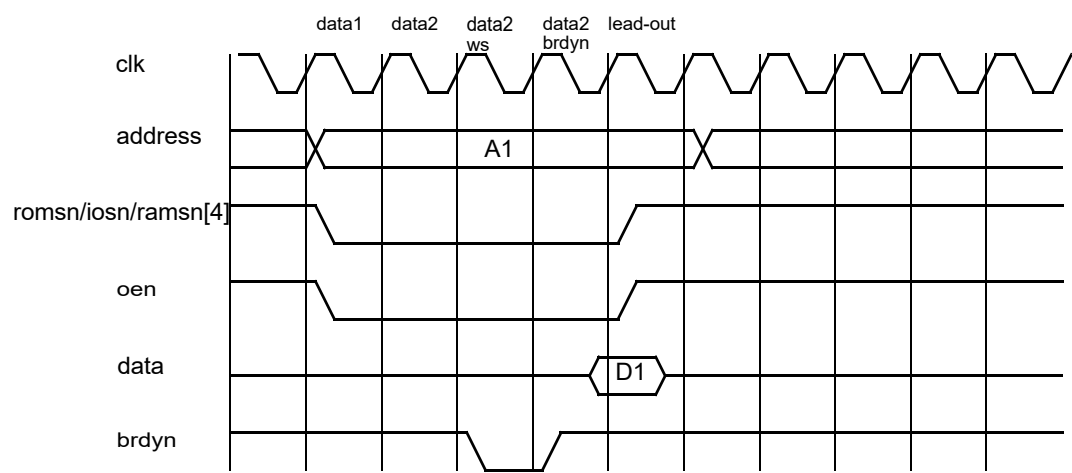 data1 data2 data2 data2 lead-out
ws brdyn
clk
address
A1
romsn/iosn/ramsn[4]
oen
data
D1
brdyn